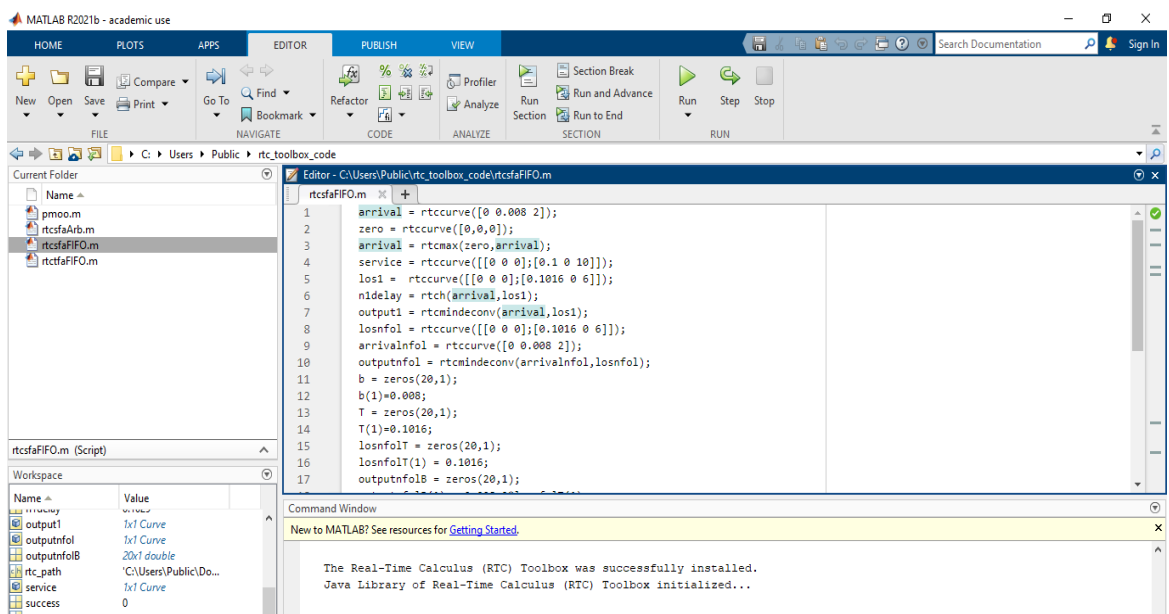 MATLAB R2021b - academic use
HOME PLOTS APPS EDITOR PUBLISH VIEW Search Documentation Sign In
New Open Save Compare Print Go To Find Bookmark Refactor Profiler Analyze Run Section Section Break Run and Advance Run to End Run Step Stop
FILE NAVIGATE CODE ANALYZE SECTION RUN
C: Users Public rtc_toolbox_code
Current Folder
Name
pmoo.m
rtcsfaArb.m
rtcsfaFIFO.m
rtctfaFIFO.m
rtcsfaFIFO.m (Script)
Workspace
Name Value
output1 1x1 Curve
outputnfol 1x1 Curve
outputnfolB 20x1 double
rtc_path 'C:\Users\Public\Do...
service 1x1 Curve
success 0
Editor - C:\Users\Public\rtc_toolbox_code\rtcsfaFIFO.m
rtcsfaFIFO.m +
1 arrival = rtccurve([0 0.008 2]);
2 zero = rtccurve([0,0,0]);
3 arrival = rtcmax(zero,arrival);
4 service = rtccurve([[0 0 0];[0.1 0 10]]);
5 los1 =  rtccurve([[0 0 0];[0.1016 0 6]]);
6 n1delay = rtch(arrival,los1);
7 output1 = rtcmindeconv(arrival,los1);
8 losnfol = rtccurve([[0 0 0];[0.1016 0 6]]);
9 arrivalnfol = rtccurve([0 0.008 2]);
10 outputnfol = rtcmindeconv(arrivalnfol,losnfol);
11 b = zeros(20,1);
12 b(1)=0.008;
13 T = zeros(20,1);
14 T(1)=0.1016;
15 losnfolT = zeros(20,1);
16 losnfolT(1) = 0.1016;
17 outputnfolB = zeros(20,1);
Command Window
New to MATLAB? See resources for Getting Started.
The Real-Time Calculus (RTC) Toolbox was successfully installed.
Java Library of Real-Time Calculus (RTC) Toolbox initialized...